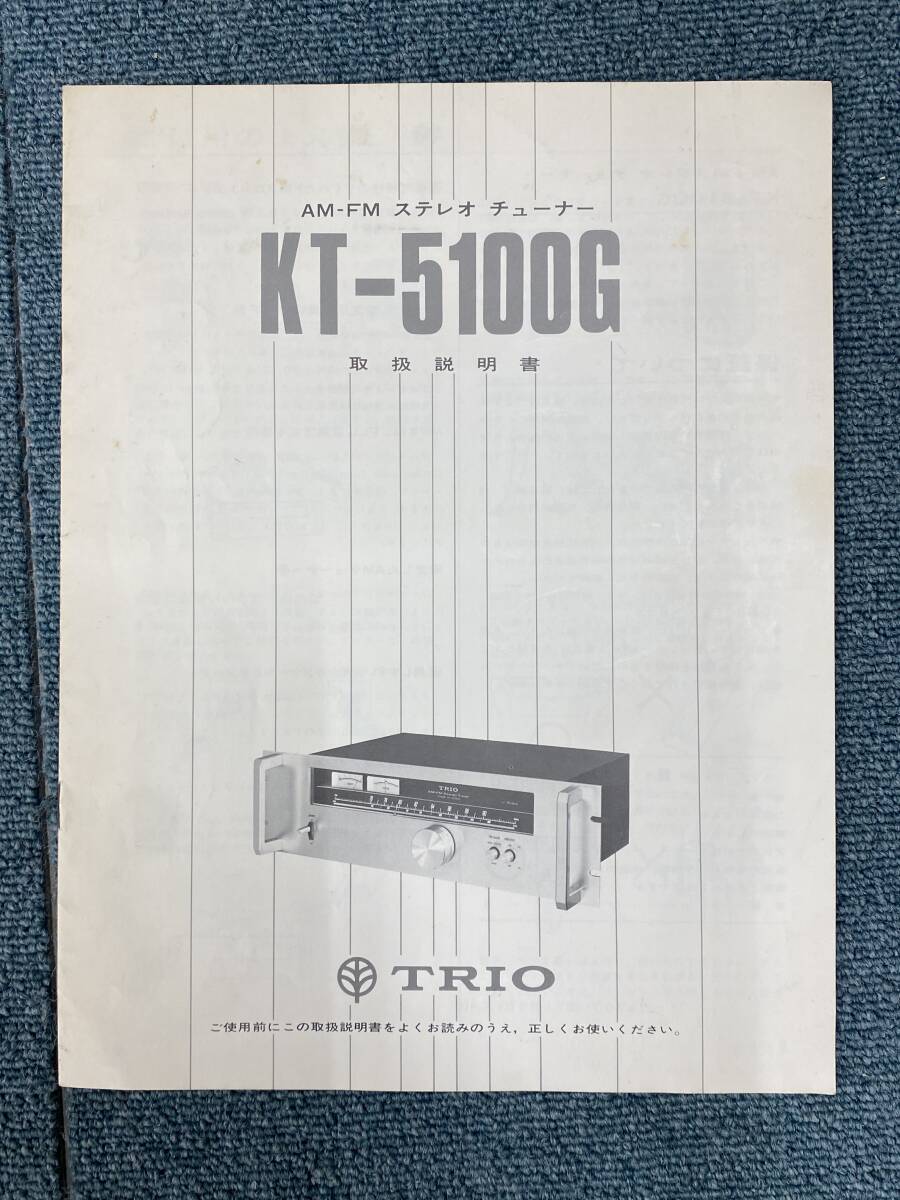 AM-FM ステレオ チューナー
KT-5100G
取扱説明書
TRIO
TRIO
ご使用前にこの取扱説明書をよくお読みのうえ，正しくお使いください。